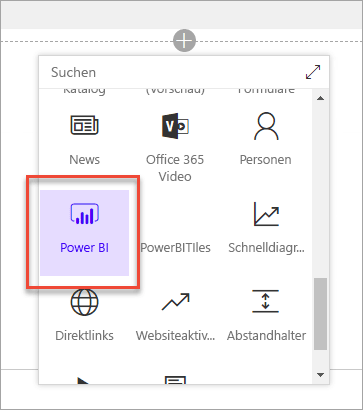 Suchen
Katalog (Vorschau) Formulare
News Office 365 Personen
Video
Power BI PowerBITIles Schnelldiagr...
Direktlinks Websiteaktiv... Abstandhalter